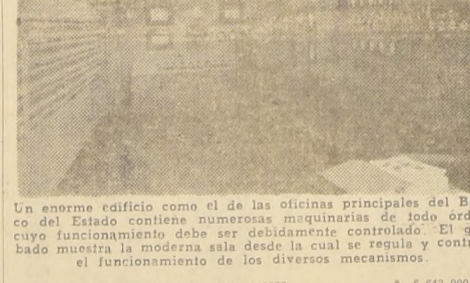 Un enorme edificio como el de las oficinas principales del B
co del Estado contiene numerosas maquinarias de todo órd
cuyo funcionamiento debe ser debidamente controlado. El g
bado muestra la moderna sala desde la cual se regula y contr
el funcionamiento de los diversos mecanismos.